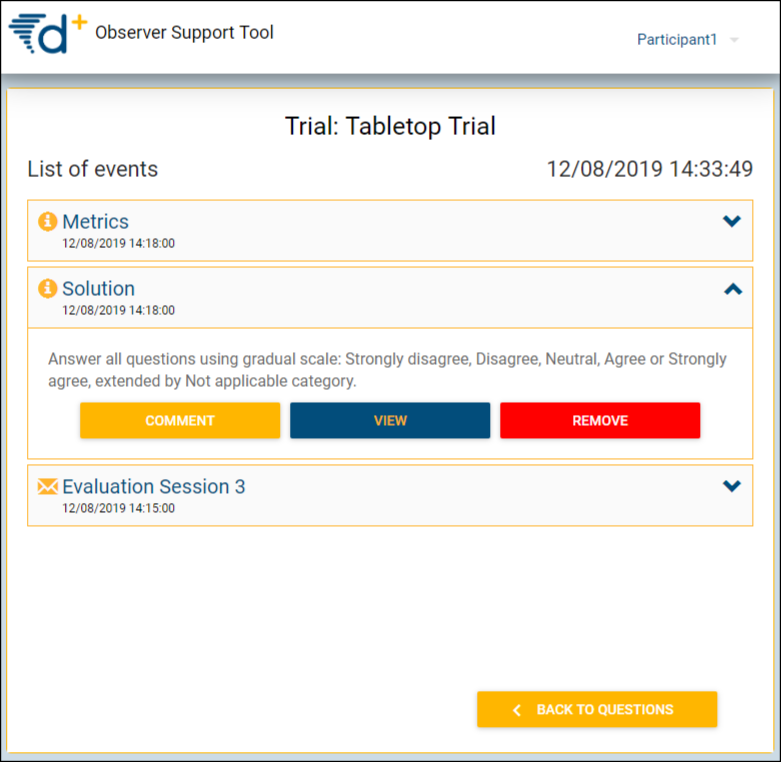 d+ Observer Support Tool
Participant1
Trial: Tabletop Trial
List of events 12/08/2019 14:33:49
Metrics
12/08/2019 14:18:00
Solution
12/08/2019 14:18:00
Answer all questions using gradual scale: Strongly disagree, Disagree, Neutral, Agree or Strongly
agree, extended by Not applicable category.
COMMENT VIEW REMOVE
Evaluation Session 3
12/08/2019 14:15:00
BACK TO QUESTIONS